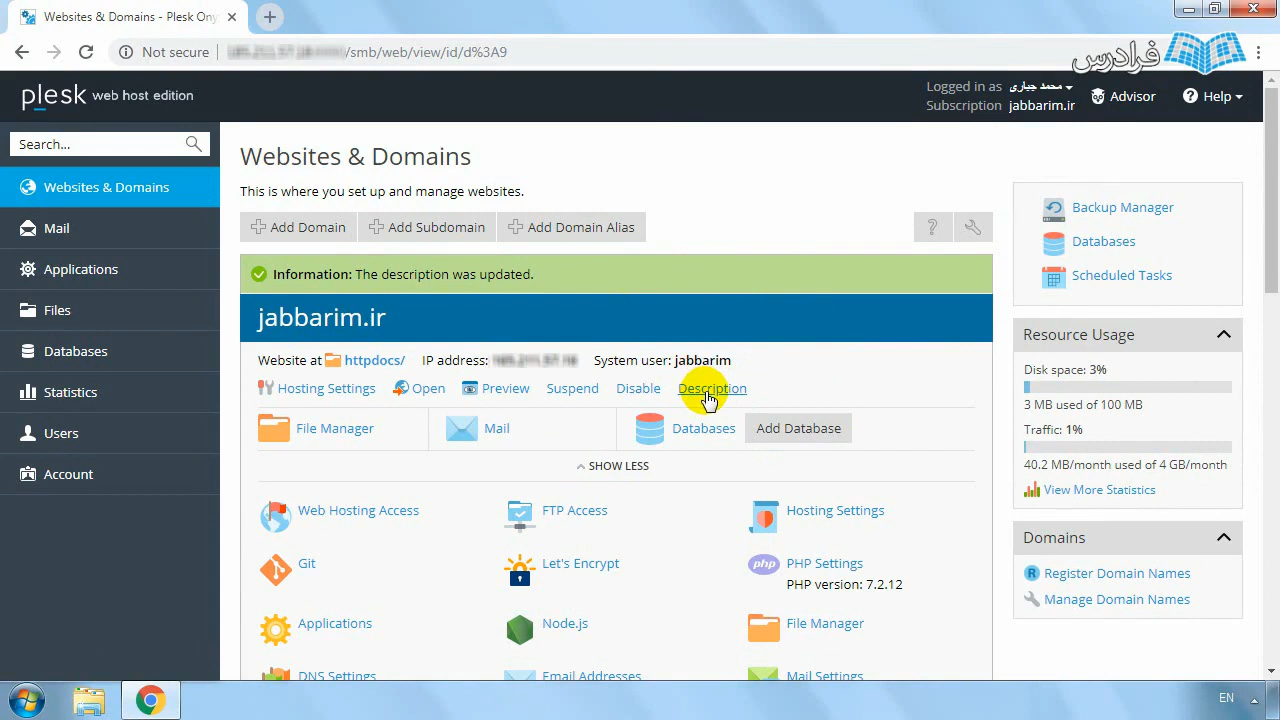 Websites & Domains - Plesk Ony
Not secure
/smb/web/view/id/d%3A9
فرادرس
plesk web host edition
Logged in as محمد جباری
Subscription jabbarim.ir
Advisor
Help
Search...
Websites & Domains
Mail
Applications
Files
Databases
Statistics
Users
Account
Websites & Domains
This is where you set up and manage websites.
Add Domain
Add Subdomain
Add Domain Alias
?
Information: The description was updated.
jabbarim.ir
Website at httpdocs/ IP address: System user: jabbarim
Hosting Settings Open Preview Suspend Disable Description
File Manager Mail Databases Add Database
SHOW LESS
Web Hosting Access FTP Access Hosting Settings
Git Let's Encrypt php PHP Settings
PHP version: 7.2.12
Applications Node.js File Manager
DNS Settings Email Addresses Mail Settings
Backup Manager
Databases
Scheduled Tasks
Resource Usage
Disk space: 3%
3 MB used of 100 MB
Traffic: 1%
40.2 MB/month used of 4 GB/month
View More Statistics
Domains
R Register Domain Names
Manage Domain Names
EN